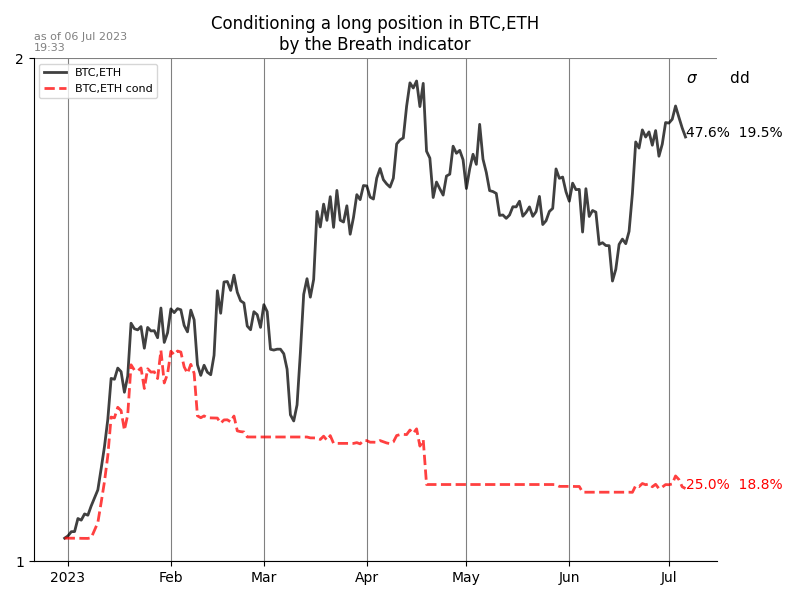 Conditioning a long position in BTC,ETH
by the Breath indicator
as of 06 Jul 2023
19:33
2
BTC,ETH
BTC,ETH cond
σ dd
47.6% 19.5%
25.0% 18.8%
1
2023 Feb Mar Apr May Jun Jul